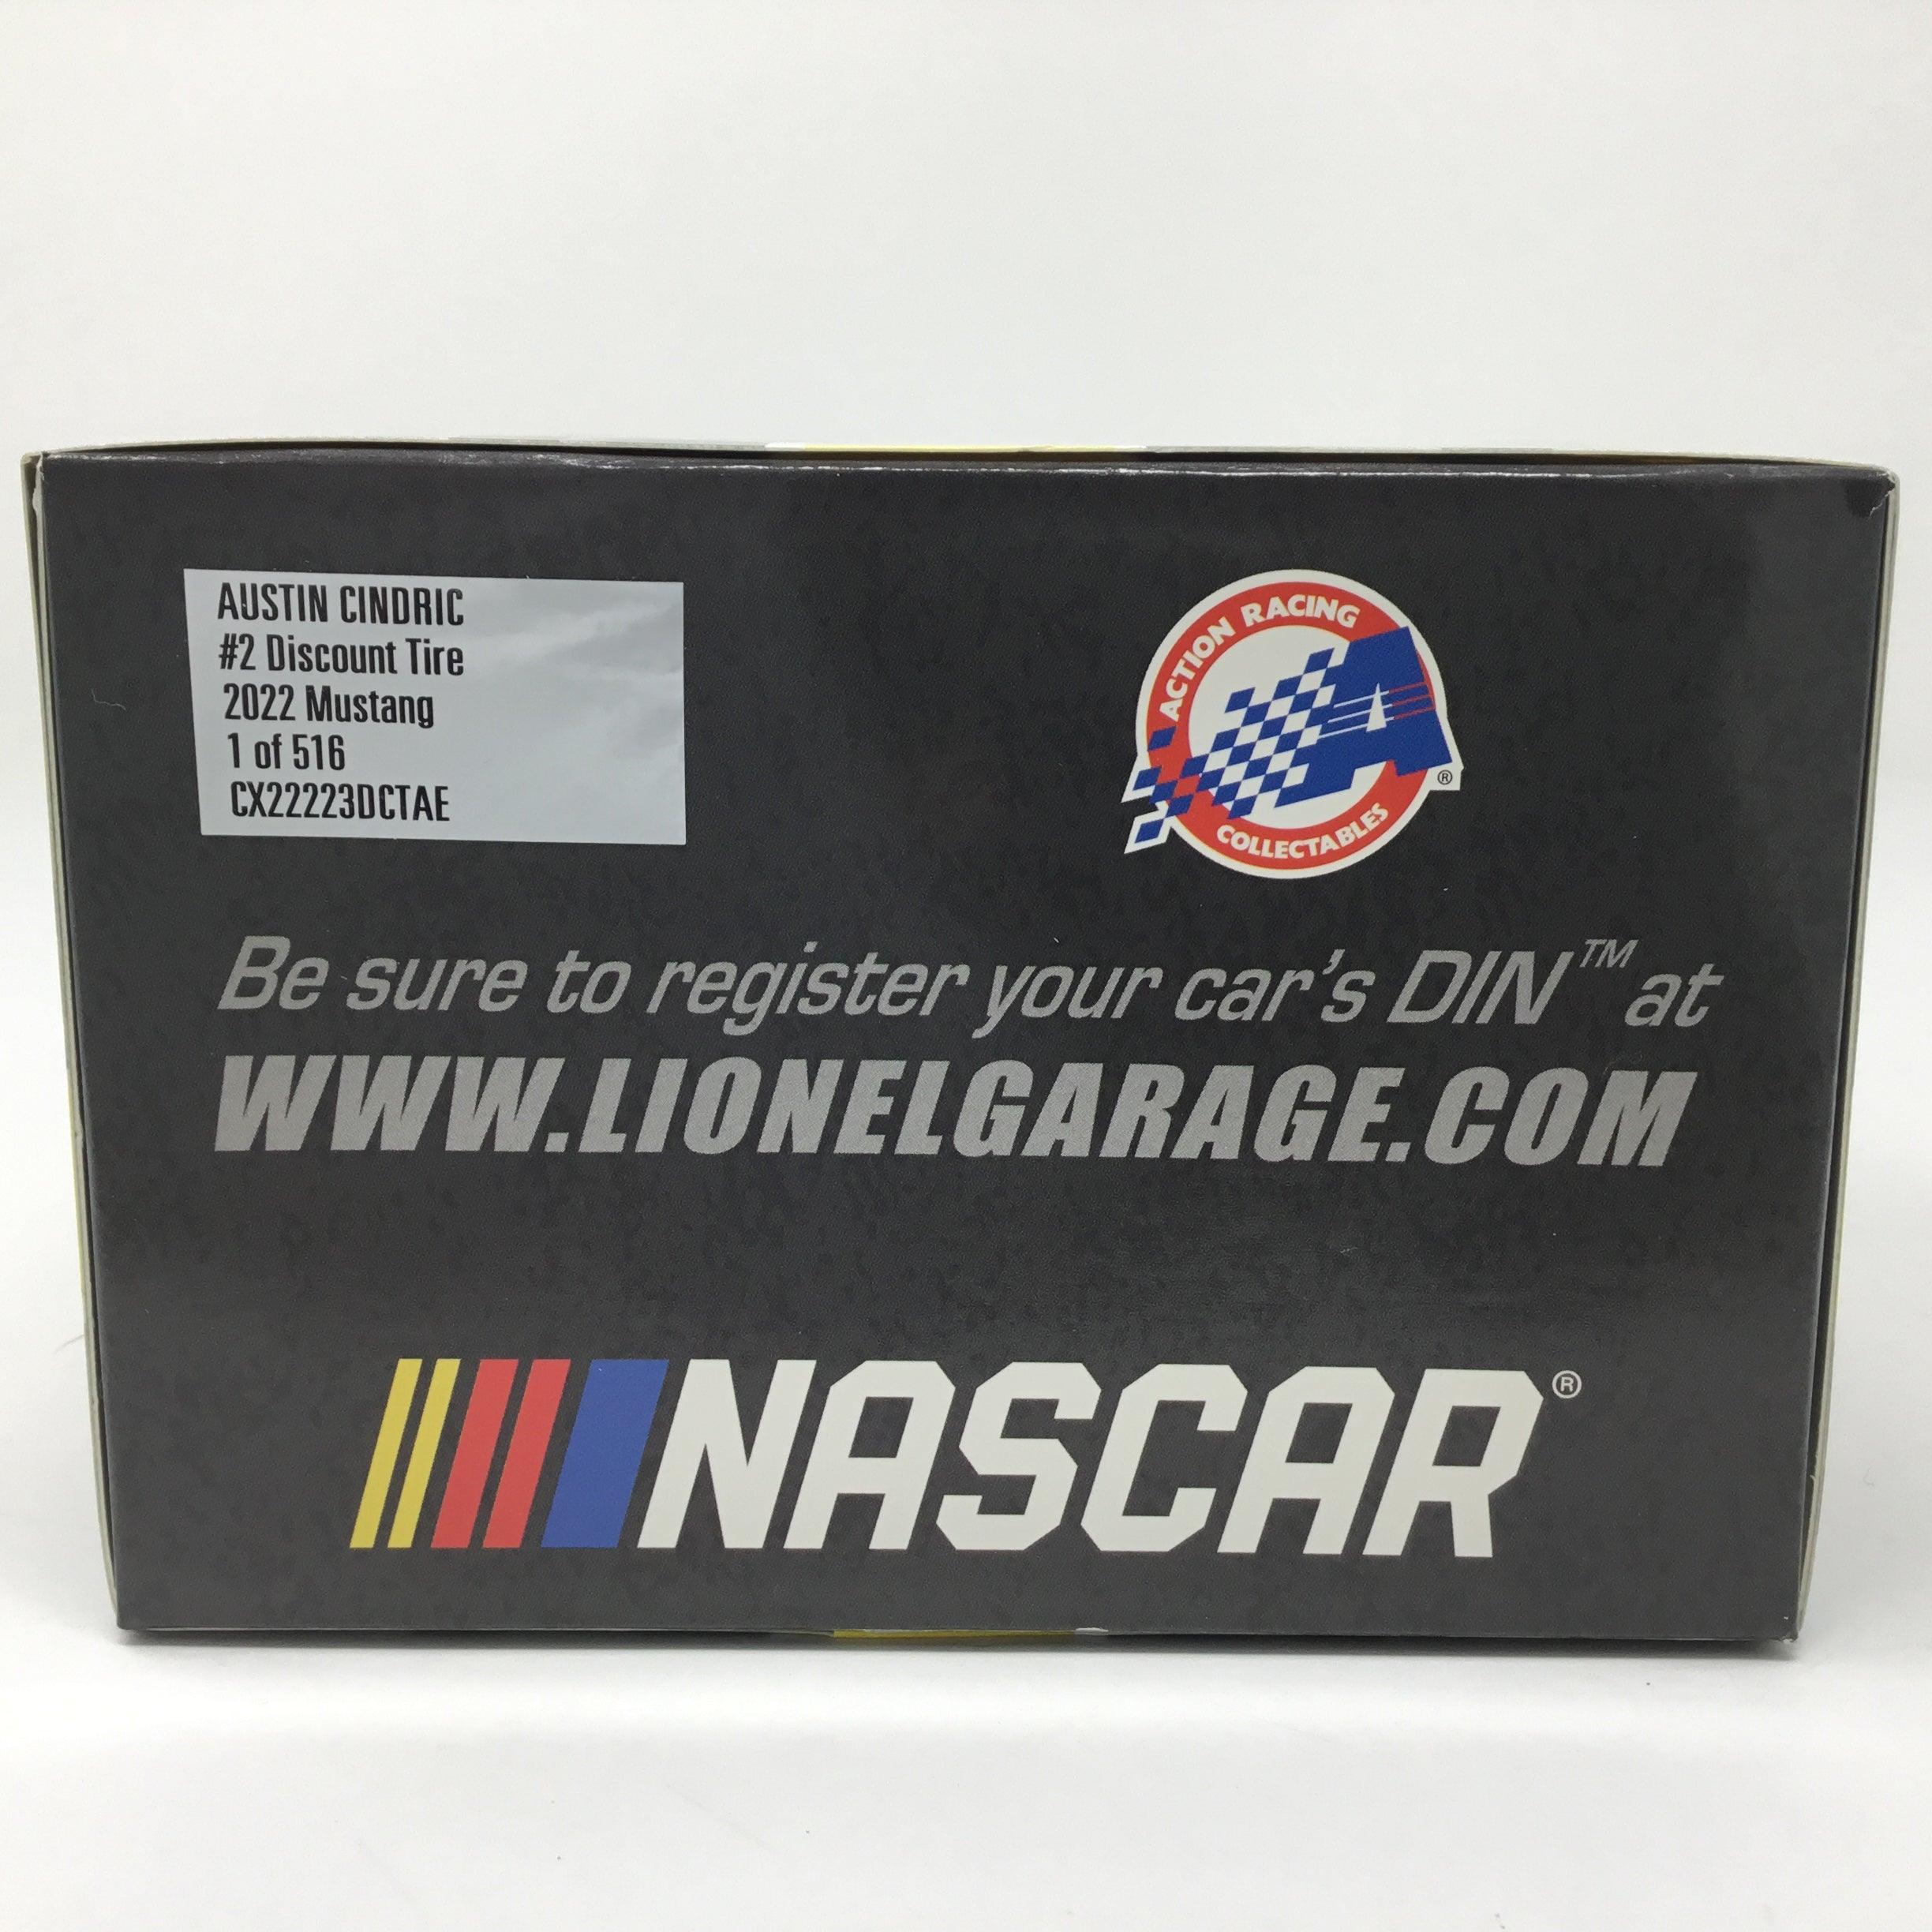 AUSTIN CINDRIC
#2 Discount Tire
2022 Mustang
1 of 516
CX22223DCTAE
ACTION RACING
A
®
COLLECTABLES
Be sure to register your car's DIN™ at
WWW.LIONELGARAGE.COM
NASCAR®